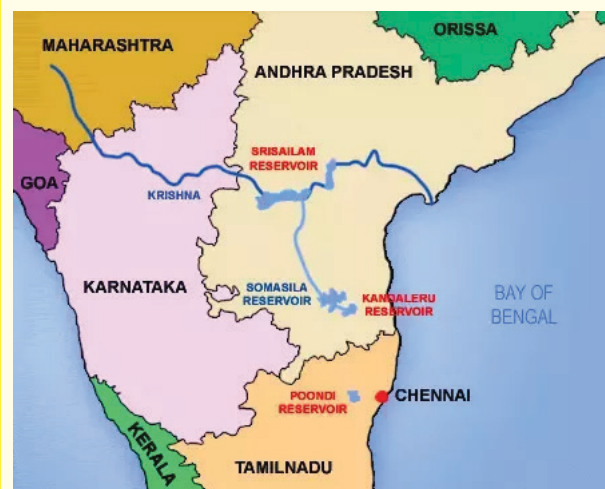 ORISSA
MAHARASHTRA
ANDHRA PRADESH
SRISAILAM
RESERVOIR
GOA
KRISHNA
KARNATAKA
SOMASILA
RESERVOIR
KANDALERU
RESERVOIR
BAY OF
BENGAL
POONDI
RESERVOIR
CHENNAI
KERALA
TAMILNADU